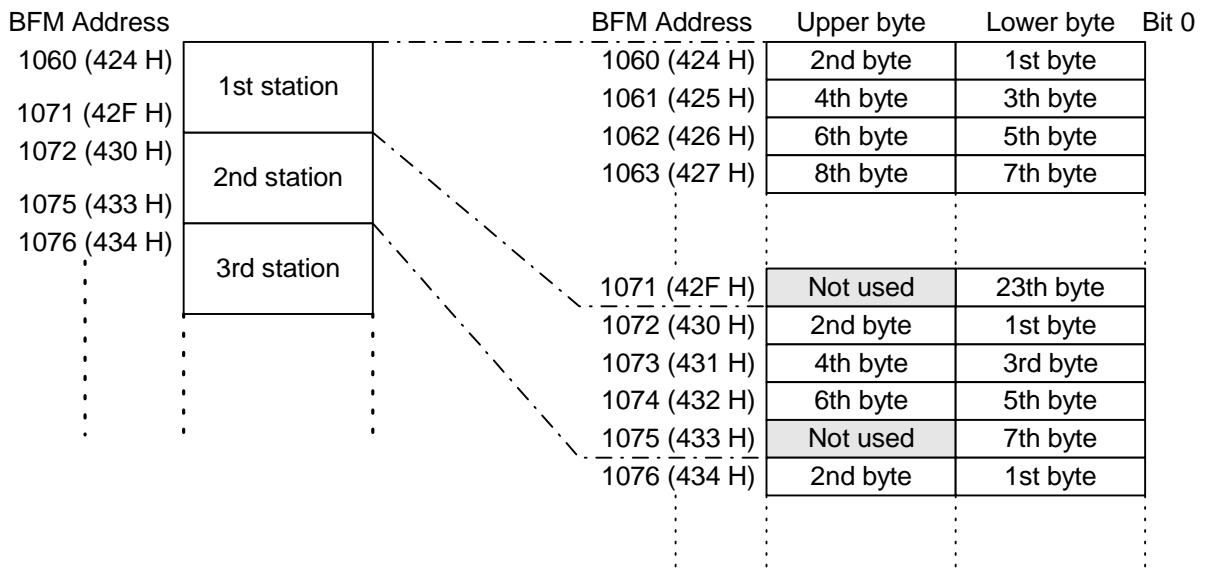 BFM Address
1060 (424 H)
1071 (42F H)
1072 (430 H)
1075 (433 H)
1076 (434 H)
1st station
2nd station
3rd station
BFM Address Upper byte Lower byte Bit 0
1060 (424 H) 2nd byte 1st byte
1061 (425 H) 4th byte 3th byte
1062 (426 H) 6th byte 5th byte
1063 (427 H) 8th byte 7th byte
1071 (42F H) Not used 23th byte
1072 (430 H) 2nd byte 1st byte
1073 (431 H) 4th byte 3rd byte
1074 (432 H) 6th byte 5th byte
1075 (433 H) Not used 7th byte
1076 (434 H) 2nd byte 1st byte